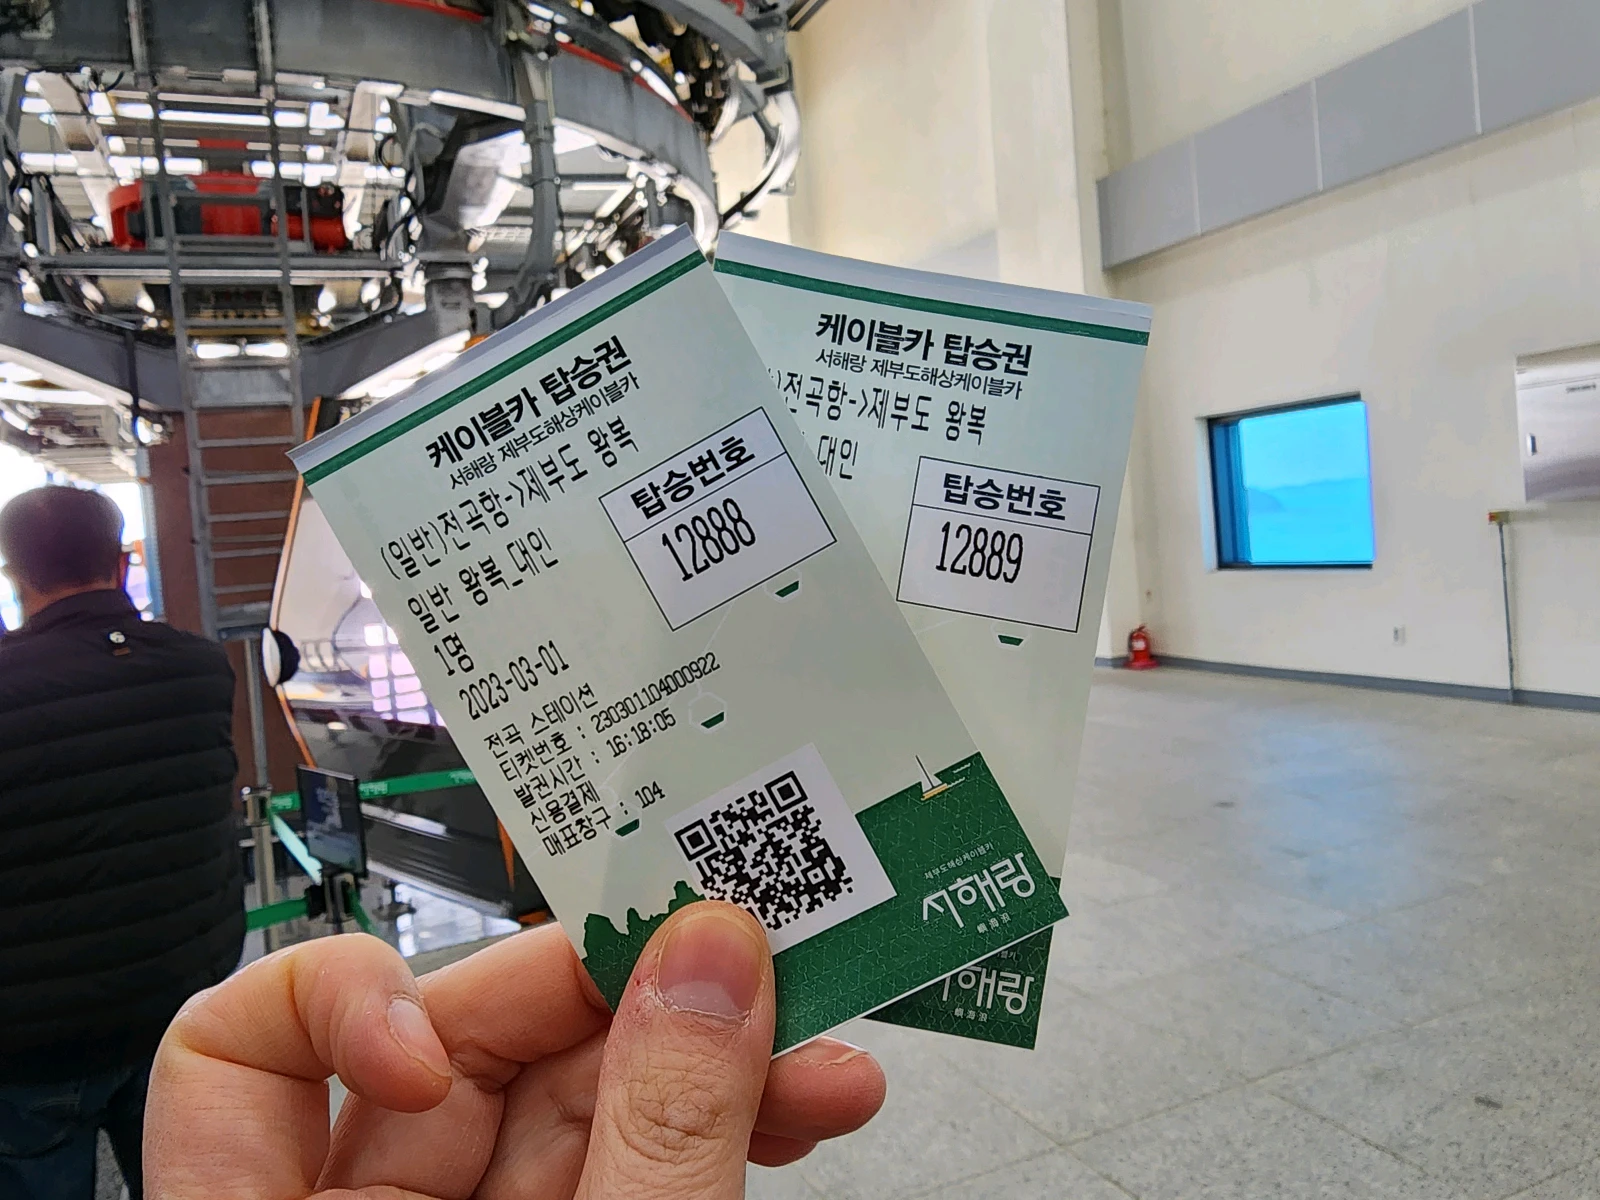 케이블카 탑승권
서해랑 제부도해상케이블카
(일반)전곡항->제부도 왕복
일반 왕복_대인
1명
2023-03-01
탑승번호
12888
전곡 스테이션
티켓번호 : 230301104000922
발권시간 : 16:18:05
신용결제
매표창구 : 104
제부도해상케이블카
서해랑
케이블카 탑승권
서해랑 제부도해상케이블카
)전곡항->제부도 왕복
대인
탑승번호
12889
해랑